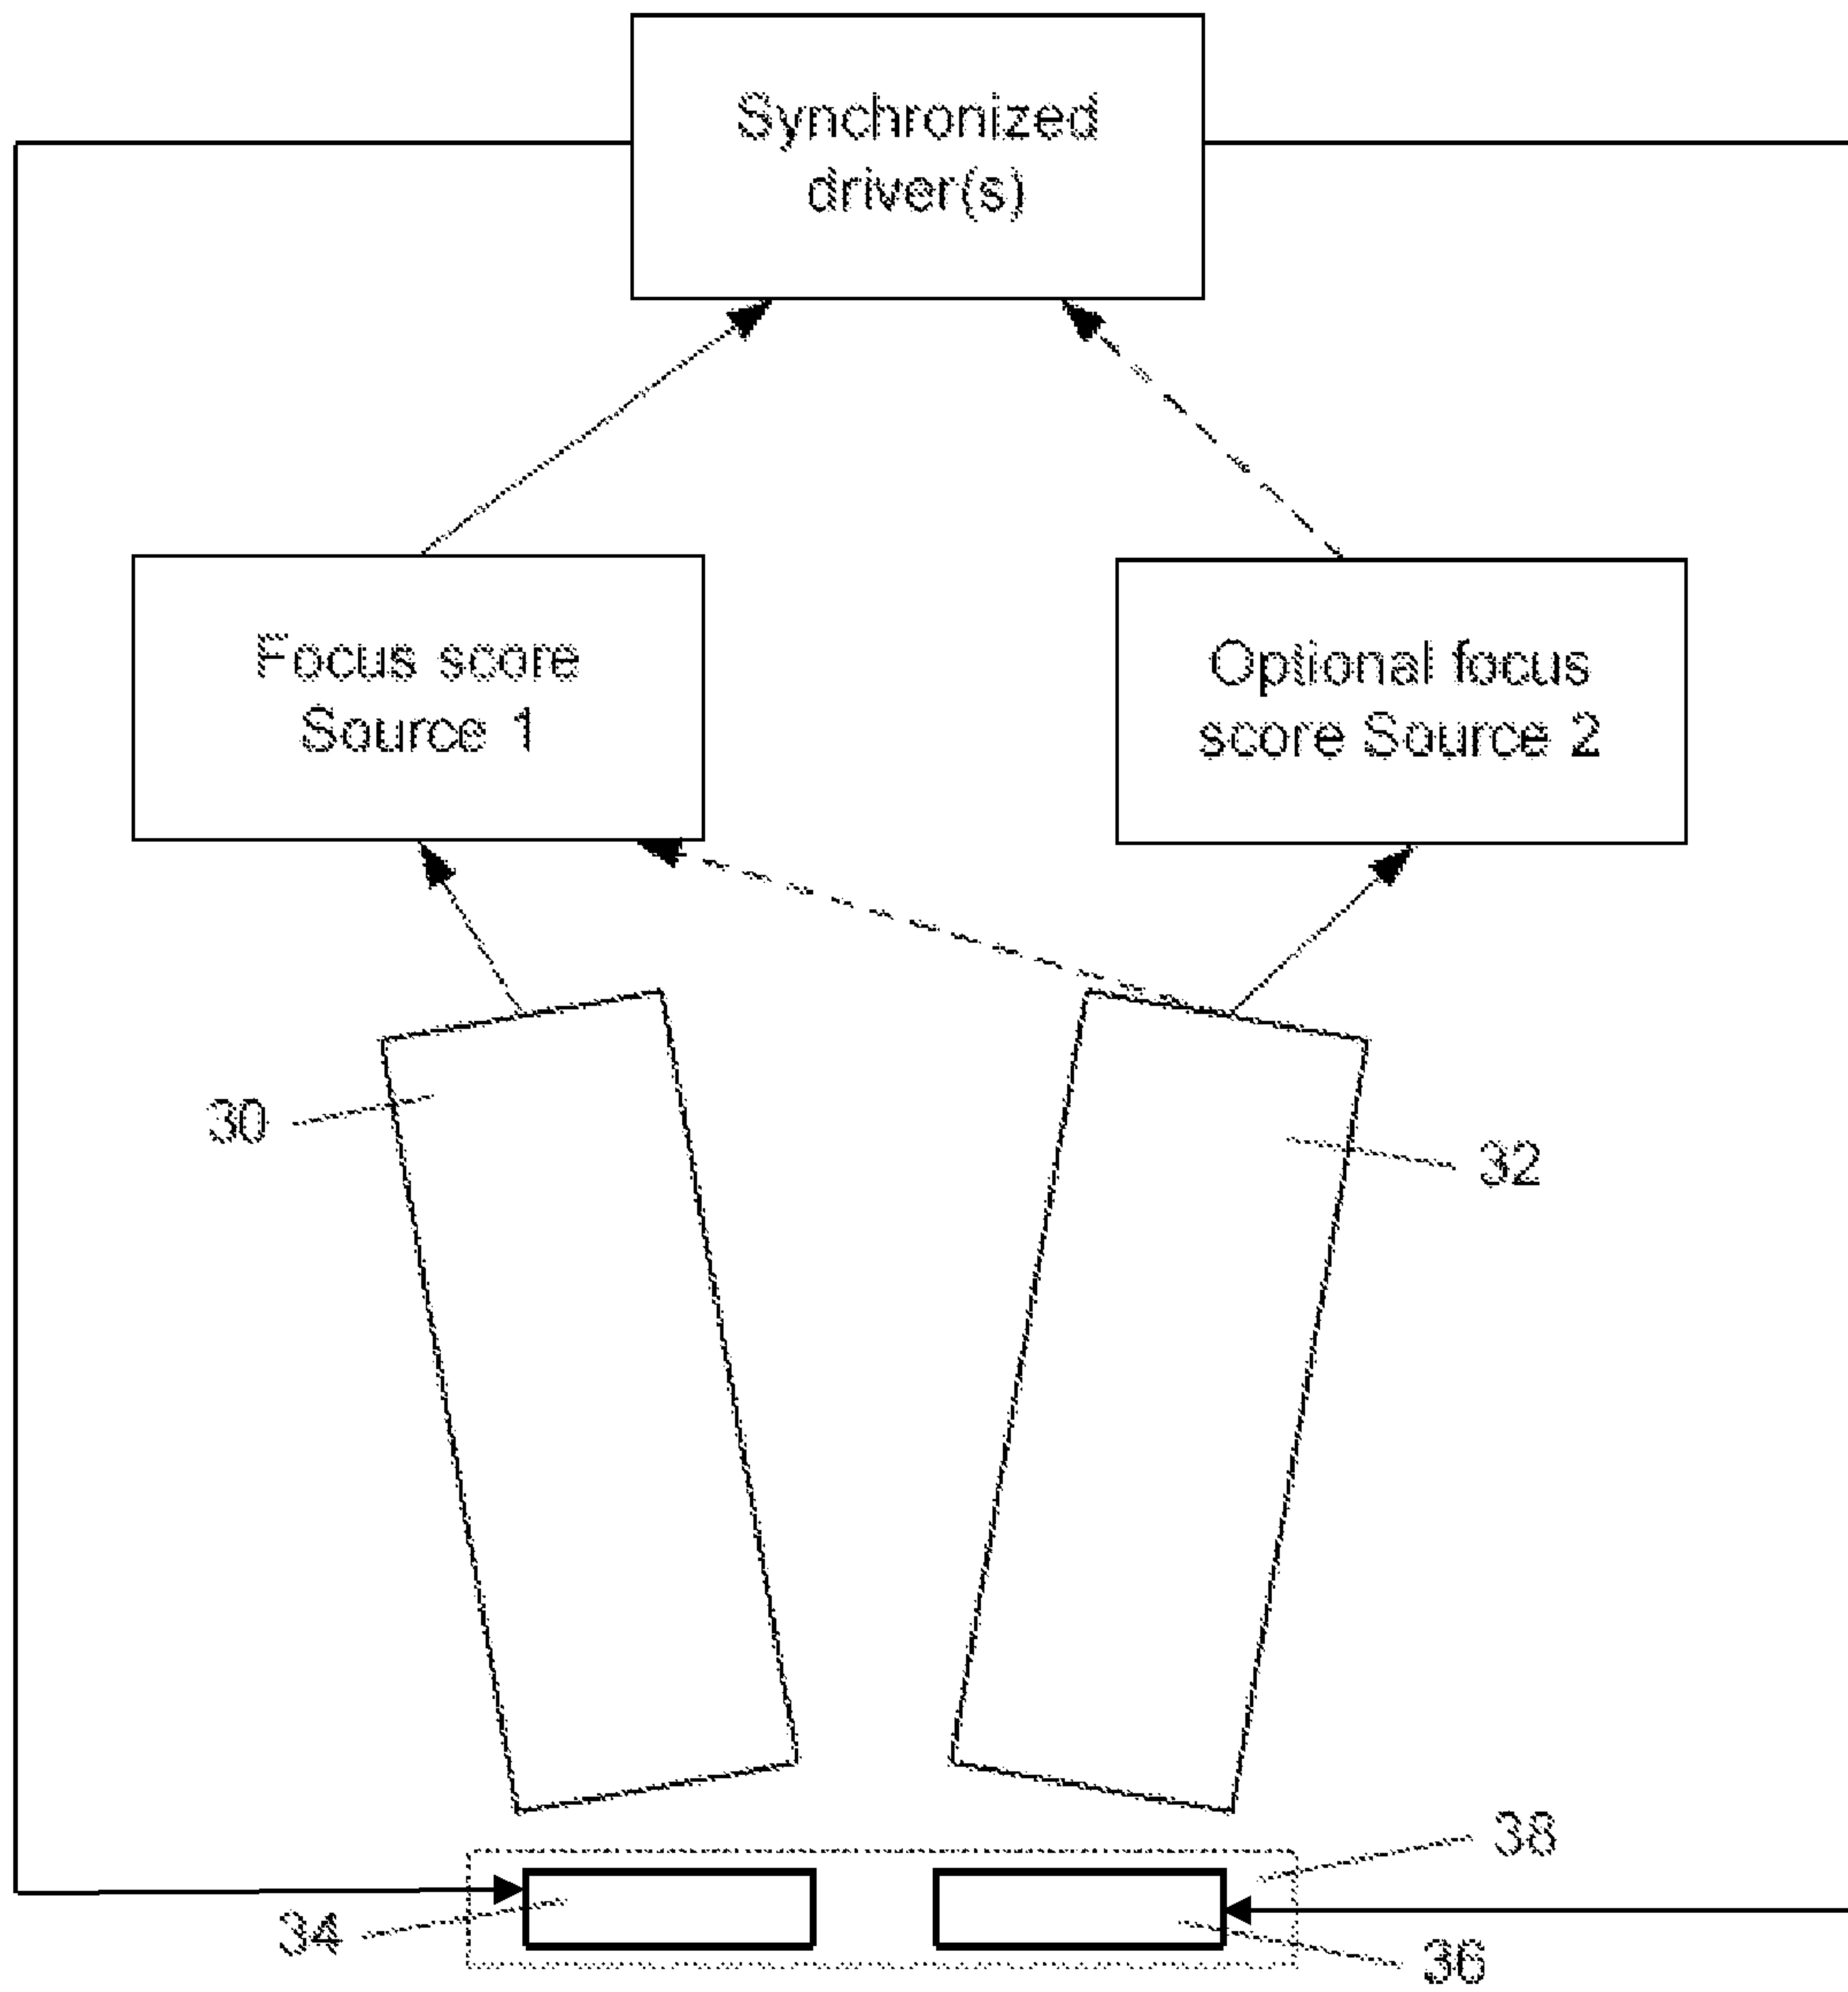 Synchronized
driver(s)
Focus score
Source 1
Optional focus
score Source 2
30
32
38
34
36